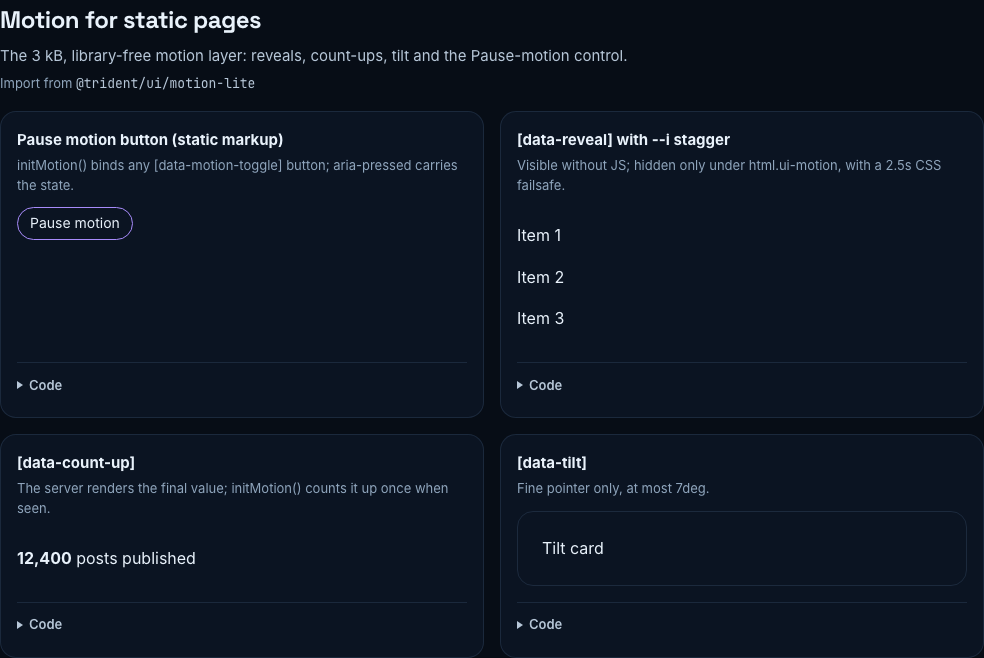 Motion for static pages
The 3 kB, library-free motion layer: reveals, count-ups, tilt and the Pause-motion control.
Import from @trident/ui/motion-lite
Pause motion button (static markup)
initMotion() binds any [data-motion-toggle] button; aria-pressed carries
the state.
Pause motion
Code
[data-reveal] with --i stagger
Visible without JS; hidden only under html.ui-motion, with a 2.5s CSS
failsafe.
Item 1
Item 2
Item 3
Code
[data-count-up]
The server renders the final value; initMotion() counts it up once when
seen.
12,400 posts published
Code
[data-tilt]
Fine pointer only, at most 7deg.
Tilt card
Code